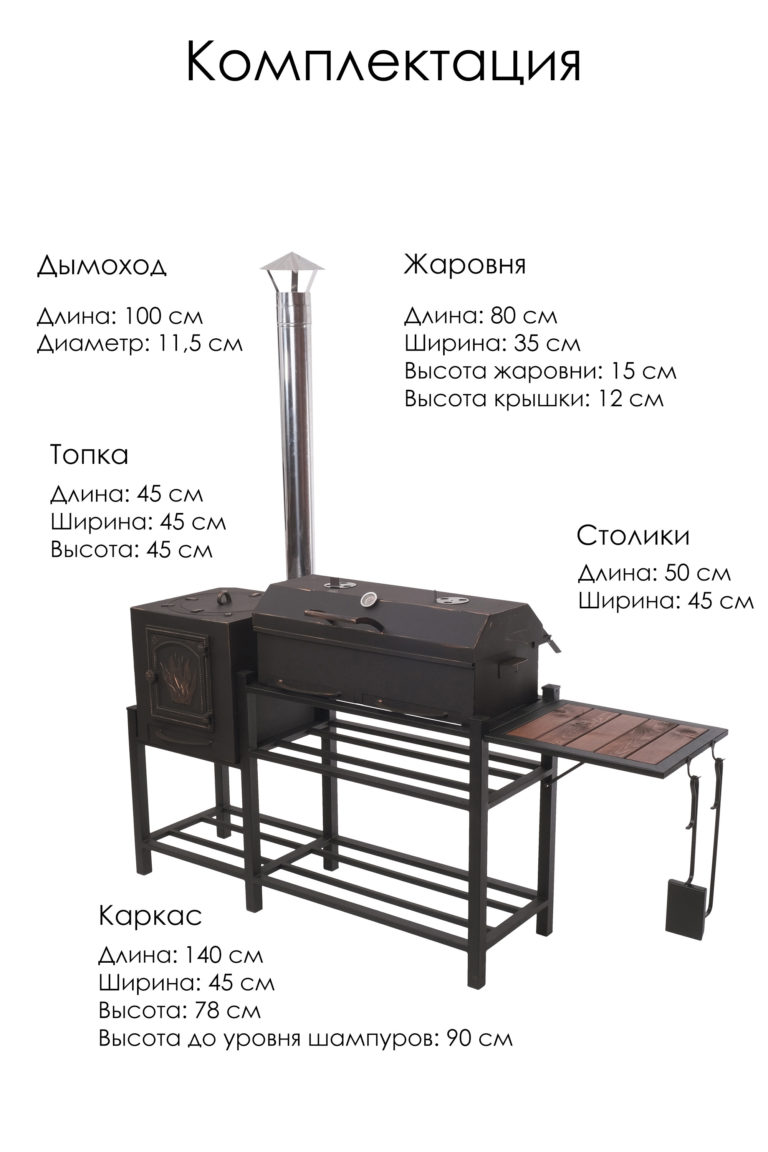 Комплектация
Дымоход
Длина: 100 см
Диаметр: 11,5 см
Жаровня
Длина: 80 см
Ширина: 35 см
Высота жаровни: 15 см
Высота крышки: 12 см
Топка
Длина: 45 см
Ширина: 45 см
Высота: 45 см
Столики
Длина: 50 см
Ширина: 45 см
Каркас
Длина: 140 см
Ширина: 45 см
Высота: 78 см
Высота до уровня шампуров: 90 см